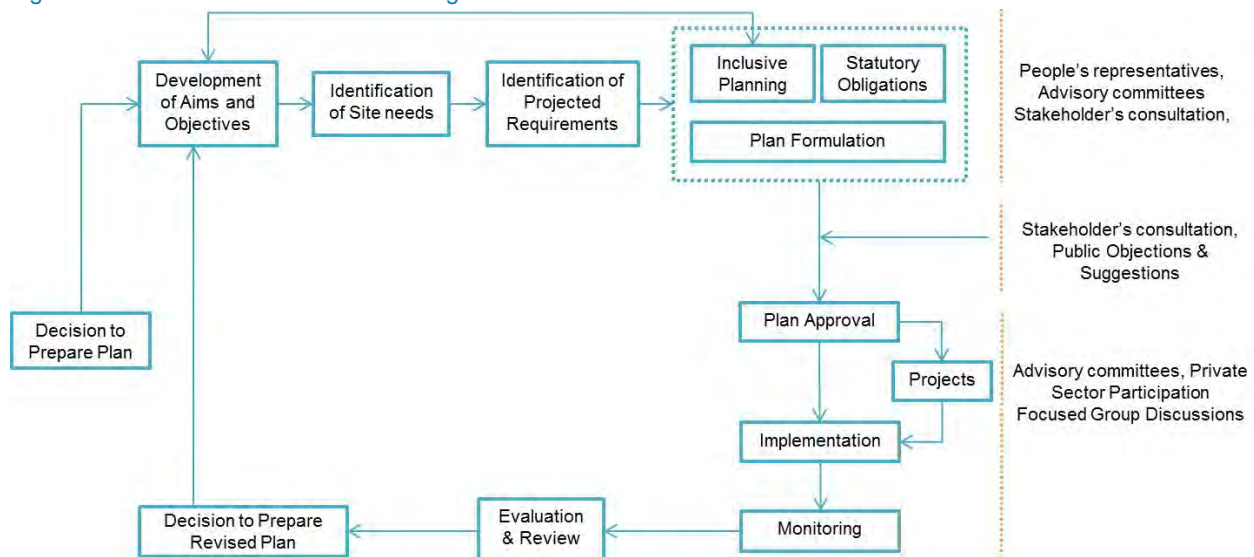 Development
of Aims and
Objectives
Identification
of Site needs
Identification of
Projected
Requirements
Inclusive
Planning
Statutory
Obligations
Plan Formulation
People's representatives,
Advisory committees
Stakeholder's consultation,
Stakeholder's consultation,
Public Objections &
Suggestions
Decision to
Prepare Plan
Plan Approval
Projects
Advisory committees, Private
Sector Participation
Focused Group Discussions
Implementation
Decision to Prepare
Revised Plan
Evaluation
& Review
Monitoring